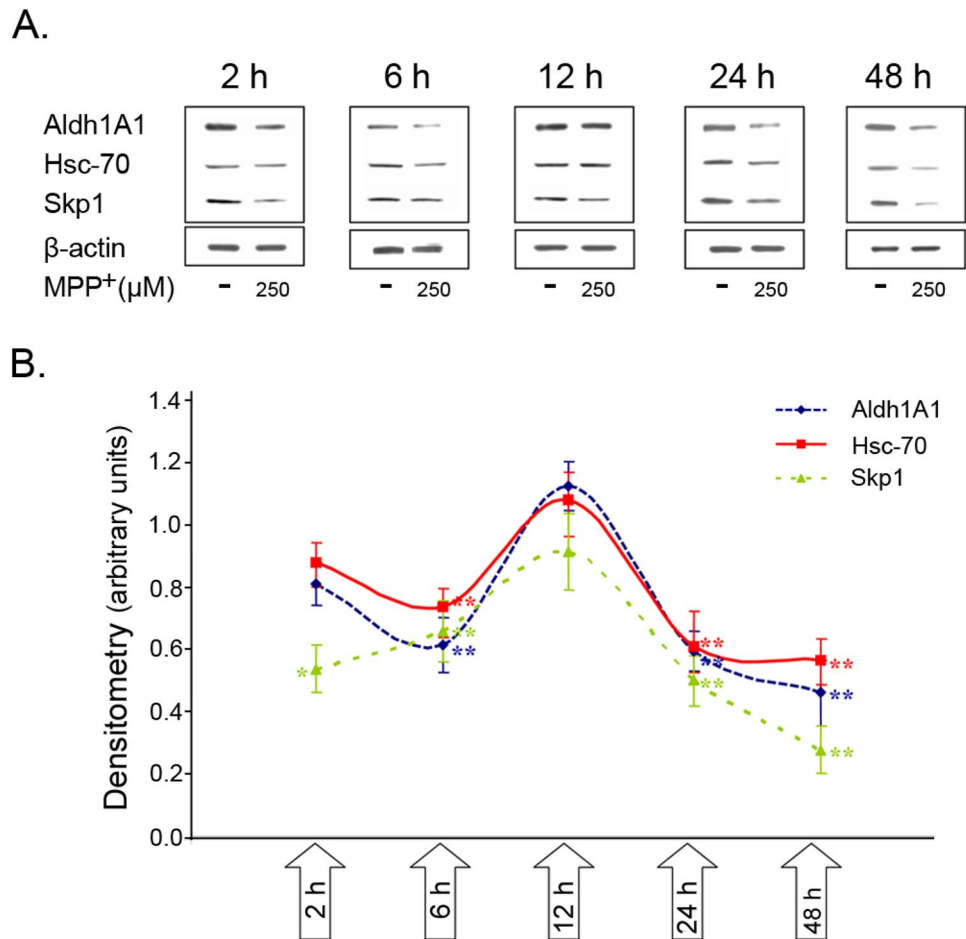 A.
2 h 6 h 12 h 24 h 48 h
Aldh1A1
Hsc-70
Skp1
β-actin
MPP+(μM) - 250 - 250 - 250 - 250 - 250
B.
Densitometry (arbitrary units)
1.4
1.2
1.0
0.8
0.6
0.4
0.2
0.0
Aldh1A1
Hsc-70
Skp1
*
**
**
**
**
**
**
**
**
**
2 h
6 h
12 h
24 h
48 h